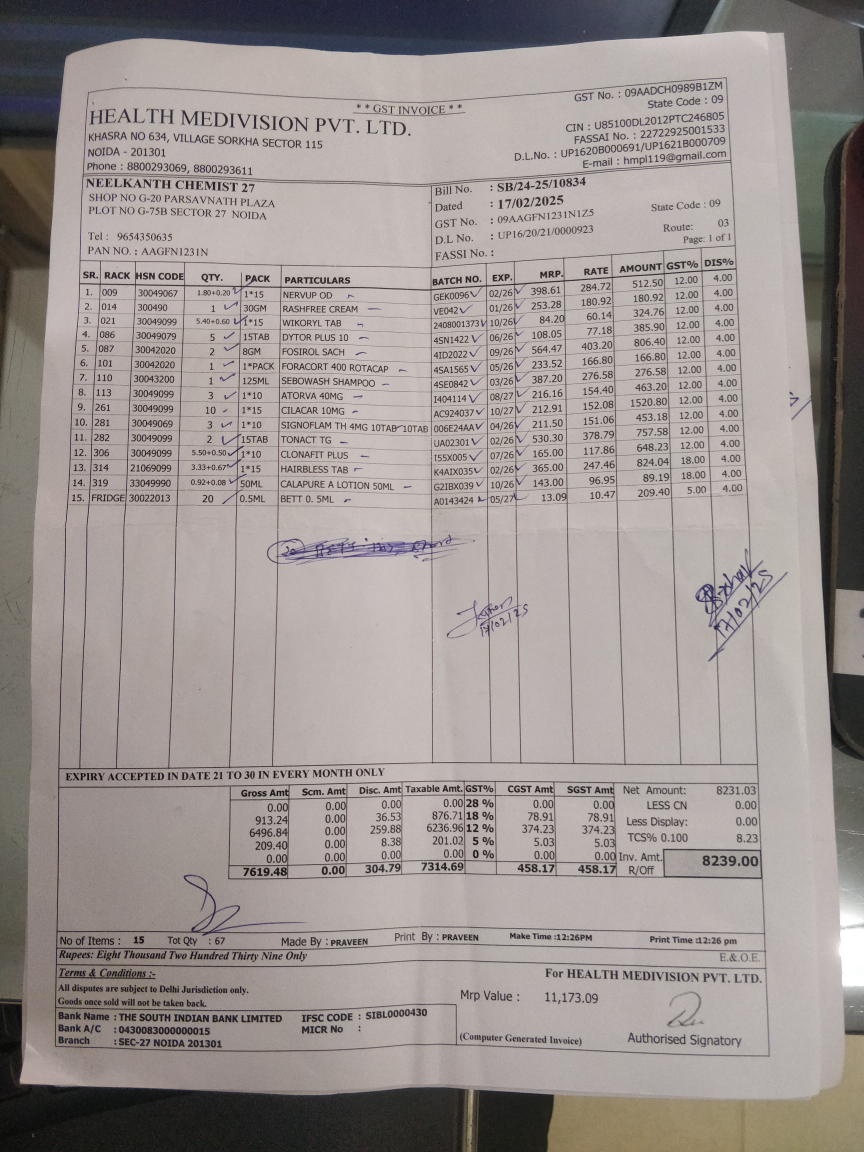 * * GST INVOICE * *
HEALTH MEDIVISION PVT. LTD.
KHASRA NO 634, VILLAGE SORKHA SECTOR 115
NOIDA - 201301
Phone : 8800293069, 8800293611
GST No. : 09AADCH0989B1ZM
State Code : 09
CIN : U85100DL2012PTC246805
FASSAI No. : 22722925001533
D.L.No. : UP1620B000691/UP1621B000709
E-mail : hmpl119@gmail.com
NEELKANTH CHEMIST 27
SHOP NO G-20 PARSAVNATH PLAZA
PLOT NO G-75B SECTOR 27 NOIDA
Tel : 9654350635
PAN NO. : AAGFN1231N
Bill No. : SB/24-25/10834
Dated : 17/02/2025
GST No. : 09AAGFN1231N1Z5 State Code : 09
D.L No. : UP16/20/21/0000923 Route: 03
FASSI No. : Page: 1 of 1
SR. RACK HSN CODE QTY. PACK PARTICULARS BATCH NO. EXP. MRP. RATE AMOUNT GST% DIS%
1. 009 30049067 1.80+0.20 1*15 NERVUP OD GEK0096 02/26 398.61 284.72 512.50 12.00 4.00
2. 014 300490 1 30GM RASHFREE CREAM VE042 01/26 253.28 180.92 180.92 12.00 4.00
3. 021 30049099 5.40+0.60 1*15 WIKORYL TAB 2408001373 10/26 84.20 60.14 324.76 12.00 4.00
4. 086 30049079 5 15TAB DYTOR PLUS 10 4SN1422 06/26 108.05 77.18 385.90 12.00 4.00
5. 087 30042020 2 8GM FOSIROL SACH 4ID2022 09/26 564.47 403.20 806.40 12.00 4.00
6. 101 30042020 1 1*PACK FORACORT 400 ROTACAP 4SA1565 05/26 233.52 166.80 166.80 12.00 4.00
7. 110 30043200 1 125ML SEBOWASH SHAMPOO 4SE0842 03/26 387.20 276.58 276.58 12.00 4.00
8. 113 30049099 3 1*10 ATORVA 40MG I404114 08/27 216.16 154.40 463.20 12.00 4.00
9. 261 30049099 10 1*15 CILACAR 10MG AC924037 10/27 212.91 152.08 1520.80 12.00 4.00
10. 281 30049069 3 1*10 SIGNOFLAM TH 4MG 10TAB 10TAB 006E24AA 04/26 211.50 151.06 453.18 12.00 4.00
11. 282 30049099 2 15TAB TONACT TG UA02301 02/26 530.30 378.79 757.58 12.00 4.00
12. 306 30049099 5.50+0.50 1*10 CLONAFIT PLUS I55X005 07/26 165.00 117.86 648.23 12.00 4.00
13. 314 21069099 3.33+0.67 1*15 HAIRBLESS TAB K4AIX035 02/26 365.00 247.46 824.04 18.00 4.00
14. 319 33049990 0.92+0.08 50ML CALAPURE A LOTION 50ML G2IBX039 10/26 143.00 96.95 89.19 18.00 4.00
15. FRIDGE 30022013 20 0.5ML BETT 0. 5ML A0143424 05/27 13.09 10.47 209.40 5.00 4.00
17/02/25
17/02/25
EXPIRY ACCEPTED IN DATE 21 TO 30 IN EVERY MONTH ONLY
Gross Amt Scm. Amt Disc. Amt Taxable Amt. GST% CGST Amt SGST Amt
0.00 0.00 0.00 0.00 28 % 0.00 0.00
913.24 0.00 36.53 876.71 18 % 78.91 78.91
6496.84 0.00 259.88 6236.96 12 % 374.23 374.23
209.40 0.00 8.38 201.02 5 % 5.03 5.03
0.00 0.00 0.00 0.00 0 % 0.00 0.00
7619.48 0.00 304.79 7314.69 458.17 458.17
Net Amount: 8231.03
LESS CN 0.00
Less Display: 0.00
TCS% 0.100 8.23
Inv. Amt. 8239.00
R/Off
No of Items : 15 Tot Qty : 67 Made By : PRAVEEN Print By : PRAVEEN Make Time :12:26PM Print Time :12:26 pm
Rupees: Eight Thousand Two Hundred Thirty Nine Only E.&O.E.
Terms & Conditions :-
All disputes are subject to Delhi Jurisdiction only.
Goods once sold will not be taken back.
Bank Name : THE SOUTH INDIAN BANK LIMITED IFSC CODE : SIBL0000430
Bank A/C : 0430083000000015 MICR No :
Branch : SEC-27 NOIDA 201301
For HEALTH MEDIVISION PVT. LTD.
Mrp Value : 11,173.09
(Computer Generated Invoice) Authorised Signatory